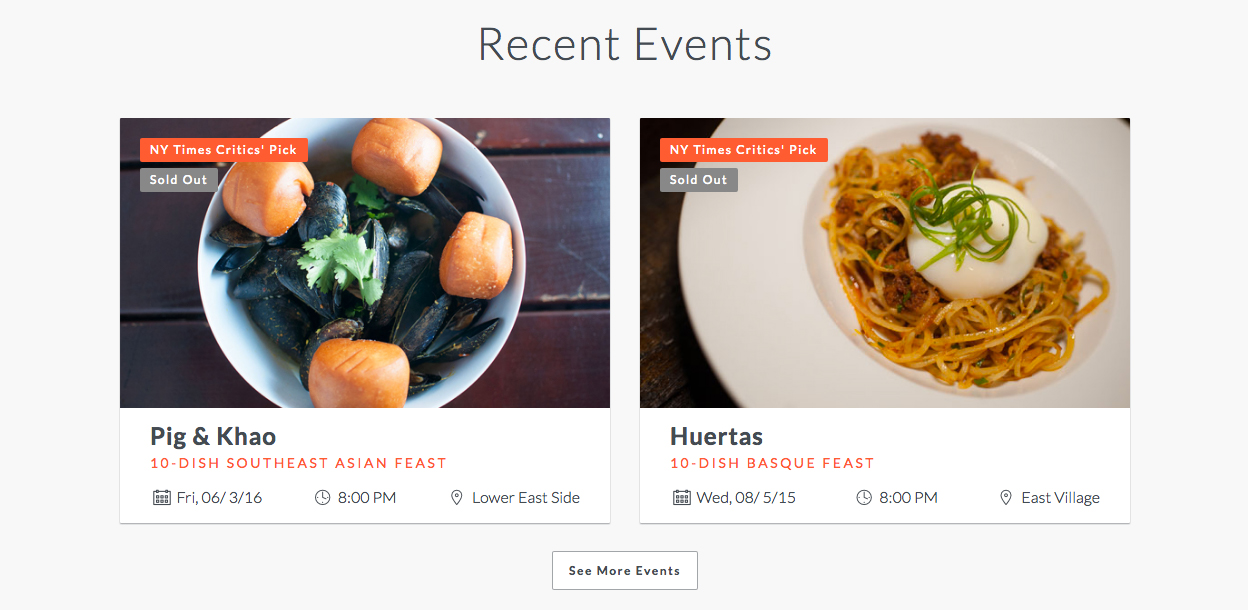 Recent Events
NY Times Critics' Pick
Sold Out
Pig & Khao
10-DISH SOUTHEAST ASIAN FEAST
Fri, 06/ 3/16 8:00 PM Lower East Side
NY Times Critics' Pick
Sold Out
Huertas
10-DISH BASQUE FEAST
Wed, 08/ 5/15 8:00 PM East Village
See More Events